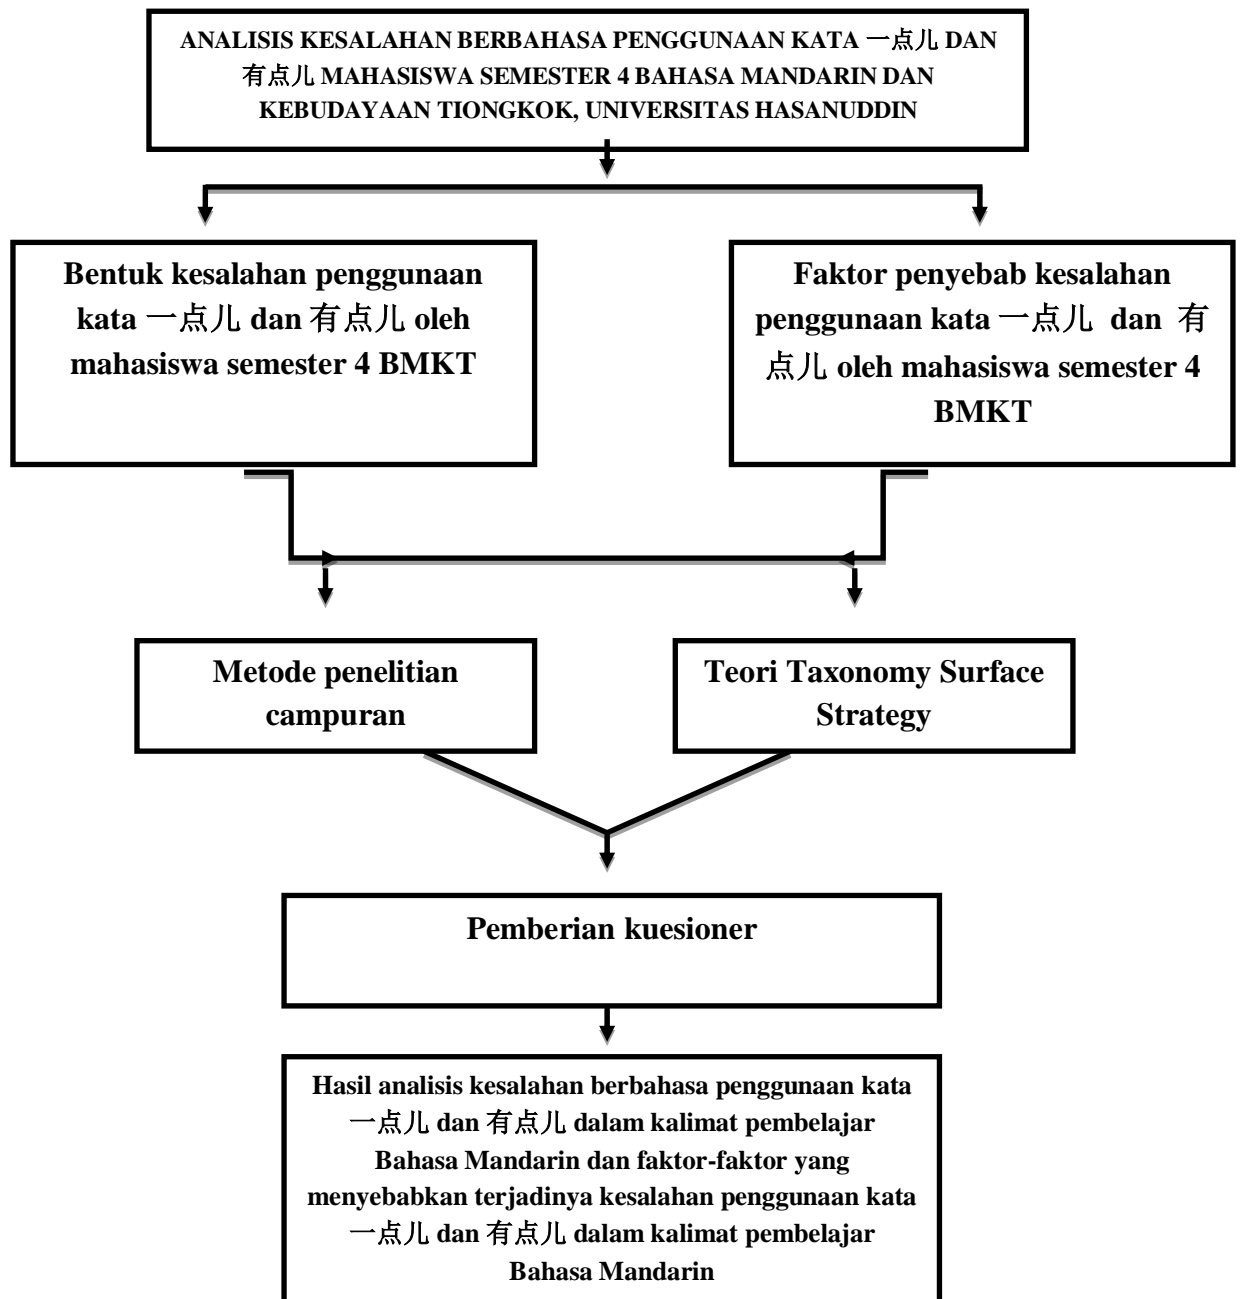 ANALISIS KESALAHAN BERBAHASA PENGGUNAAN KATA 一点儿 DAN
有点儿 MAHASISWA SEMESTER 4 BAHASA MANDARIN DAN
KEBUDAYAAN TIONGKOK, UNIVERSITAS HASANUDDIN
Bentuk kesalahan penggunaan
kata 一点儿 dan 有点儿 oleh
mahasiswa semester 4 BMKT
Faktor penyebab kesalahan
penggunaan kata 一点儿 dan 有
点儿 oleh mahasiswa semester 4
BMKT
Metode penelitian
campuran
Teori Taxonomy Surface
Strategy
Pemberian kuesioner
Hasil analisis kesalahan berbahasa penggunaan kata
一点儿 dan 有点儿 dalam kalimat pembelajar
Bahasa Mandarin dan faktor-faktor yang
menyebabkan terjadinya kesalahan penggunaan kata
一点儿 dan 有点儿 dalam kalimat pembelajar
Bahasa Mandarin